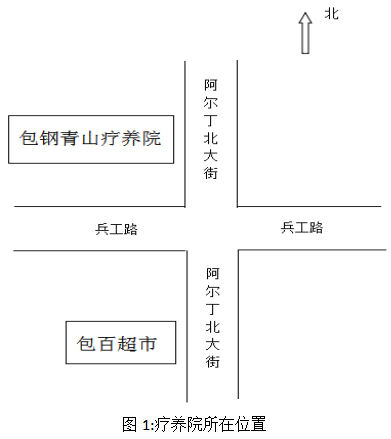 北
阿尔丁北大街
包钢青山疗养院
兵工路
兵工路
阿尔丁北大街
包百超市
图 1:疗养院所在位置